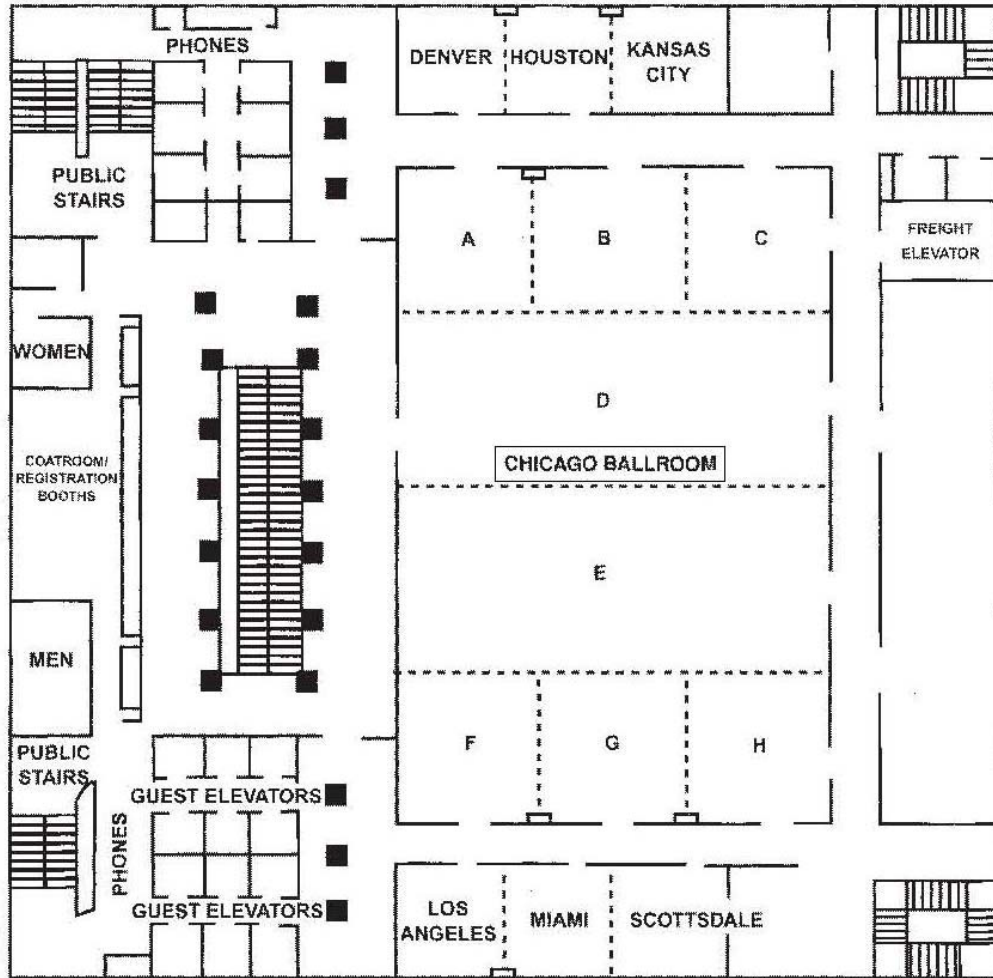 PHONES
DENVER
HOUSTON
KANSAS
CITY
PUBLIC
STAIRS
A
B
C
FREIGHT
ELEVATOR
WOMEN
D
COATROOM/
REGISTRATION
BOOTHS
CHICAGO BALLROOM
E
MEN
F
G
H
PUBLIC
STAIRS
GUEST ELEVATORS
PHONES
GUEST ELEVATORS
LOS
ANGELES
MIAMI
SCOTTSDALE